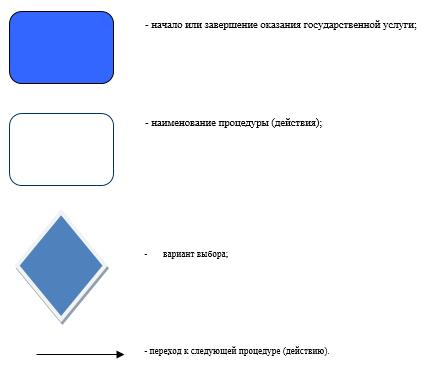 - начало или завершение оказания государственной услуги;
- наименование процедуры (действия);
- вариант выбора;
- переход к следующей процедуре (действию).